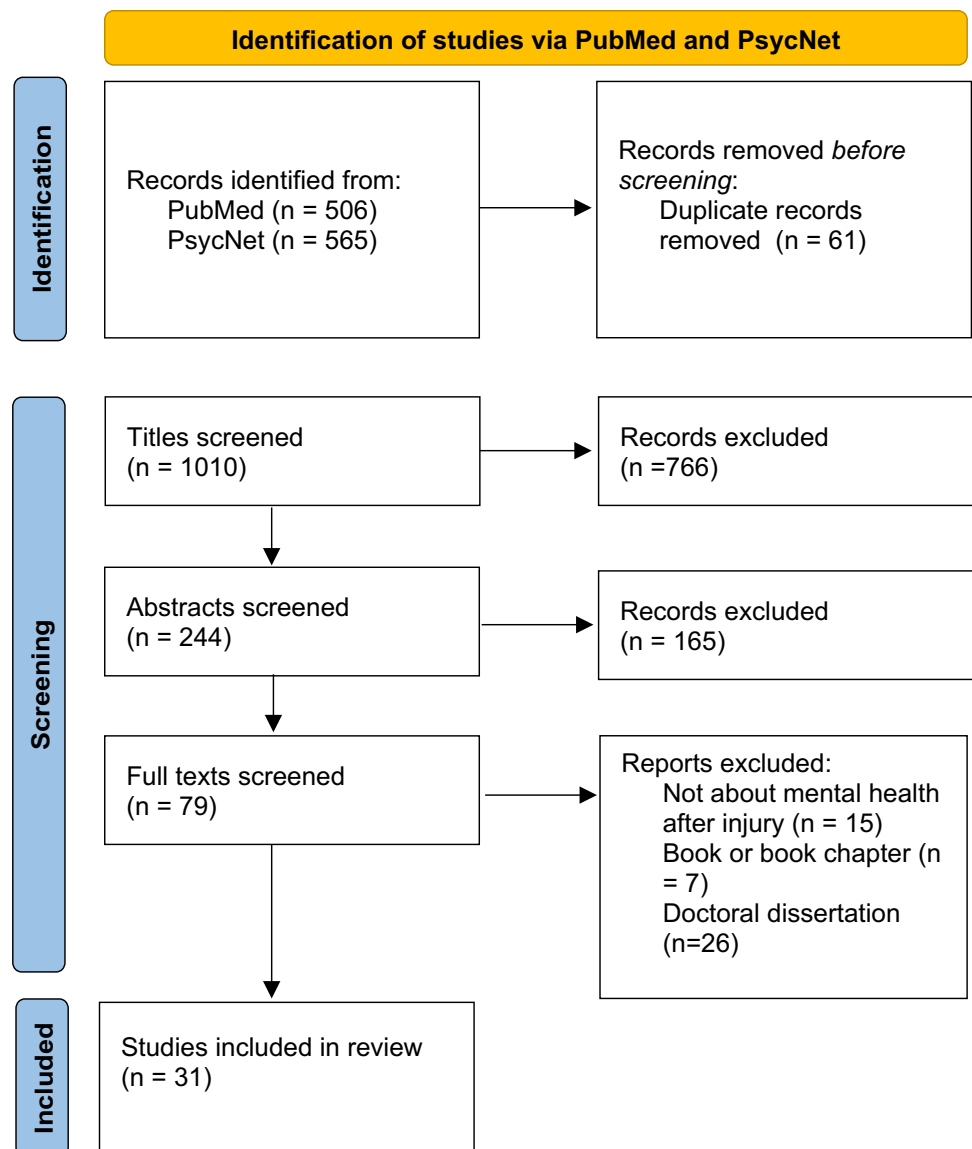 Identification of studies via PubMed and PsycNet
Identification
Records identified from:
PubMed (n = 506)
PsycNet (n = 565)
Records removed before
screening:
Duplicate records
removed  (n = 61)
Screening
Titles screened
(n = 1010)
Records excluded
(n =766)
Abstracts screened
(n = 244)
Records excluded
(n = 165)
Full texts screened
(n = 79)
Reports excluded:
Not about mental health
after injury (n = 15)
Book or book chapter (n
= 7)
Doctoral dissertation
(n=26)
Included
Studies included in review
(n = 31)